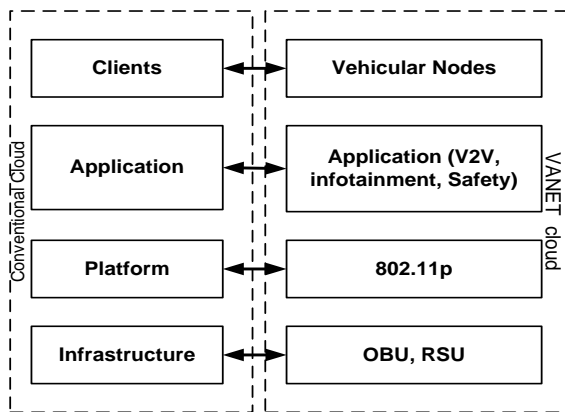 Clients
Vehicular Nodes
Conventional Cloud
Application
Application (V2V,
infotainment, Safety)
VANET cloud
Platform
802.11p
Infrastructure
OBU, RSU